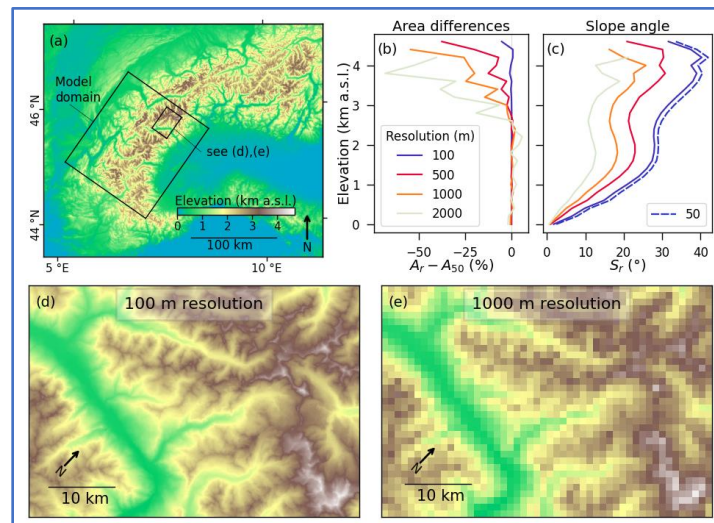 (a)
Model
domain
46 °N
44 °N
see (d),(e)
Elevation (km a.s.l.)
0 1 2 3 4
100 km
N
5 °E
10 °E
Area differences
(b)
Elevation (km a.s.l.)
4
3
2
1
0
Resolution (m)
100
500
1000
2000
−50 −25 0
A_r − A_50 (%)
Slope angle
(c)
50
0 10 20 30 40
S_r (°)
(d)
100 m resolution
N
10 km
(e)
1000 m resolution
N
10 km